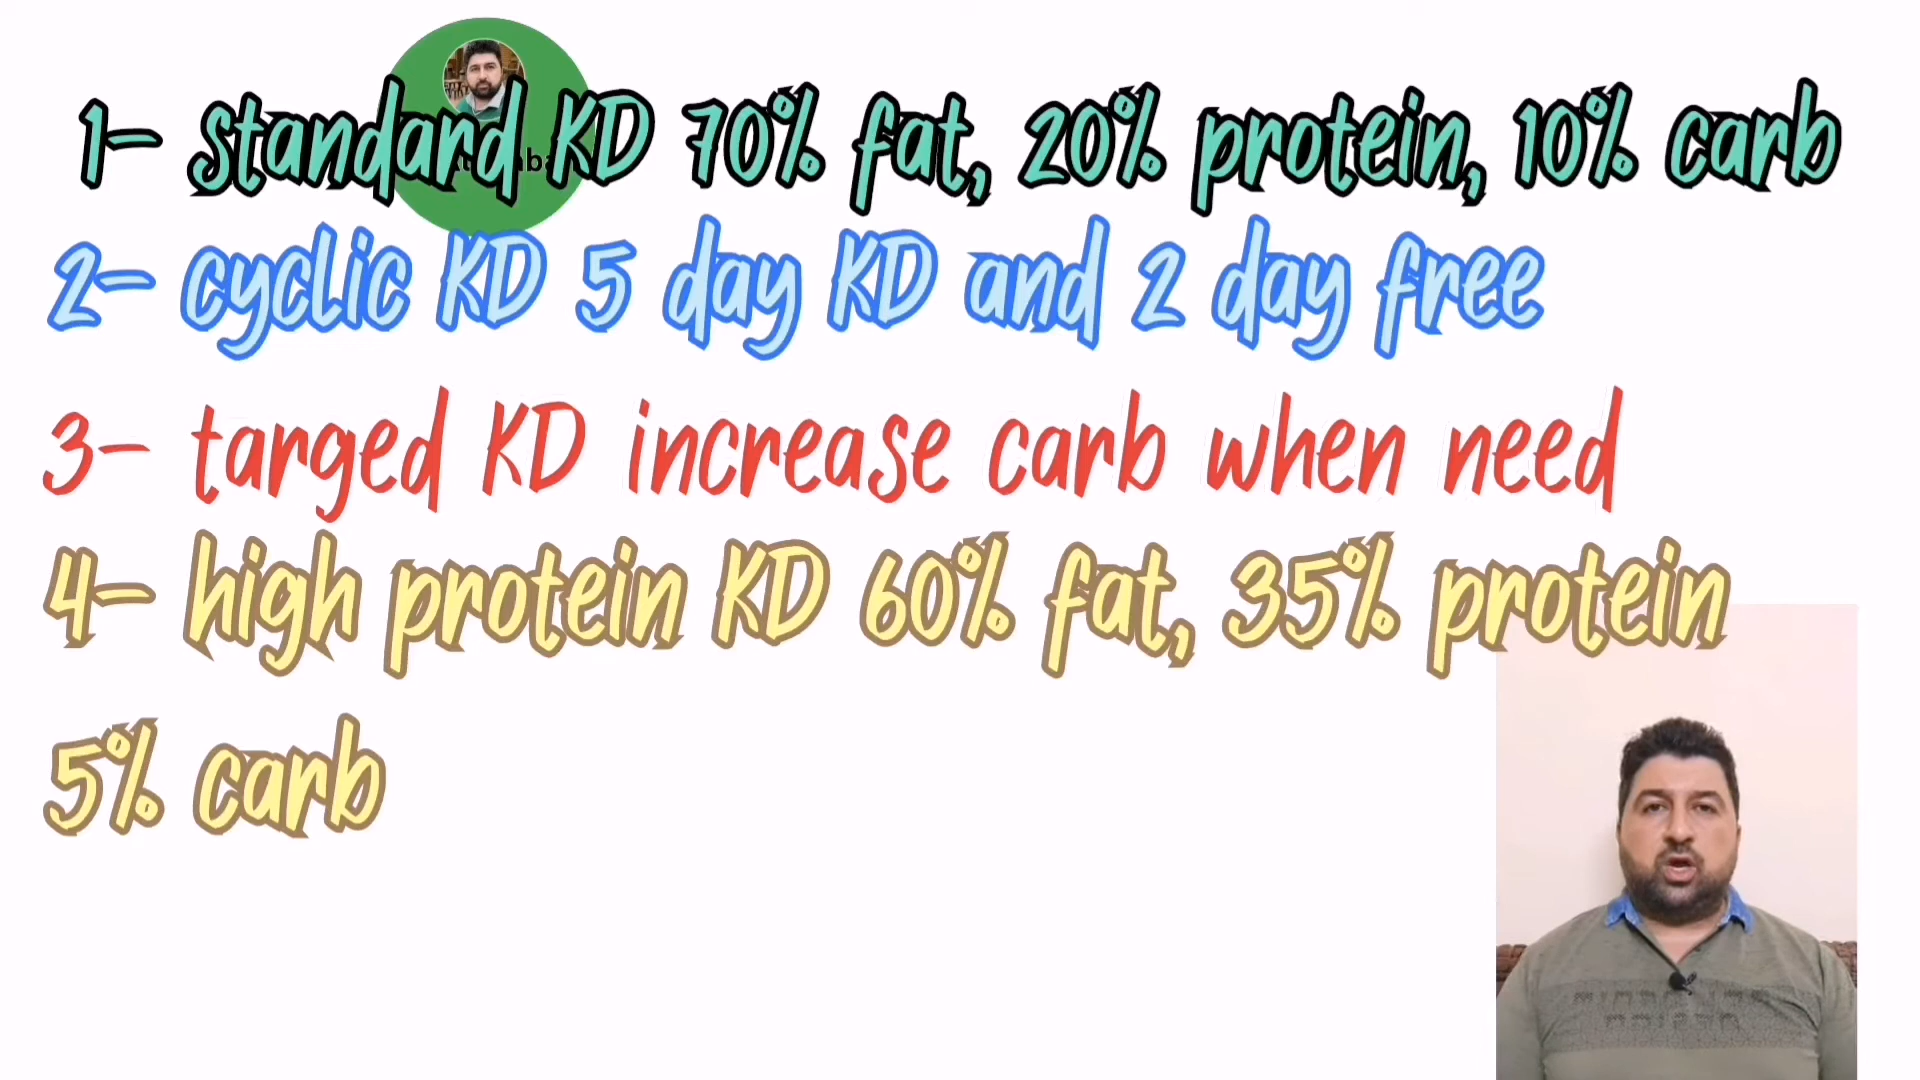 1- standard KD 70% fat, 20% protein, 10% carb
2- cyclic KD 5 day KD and 2 day free
3- targed KD increase carb when need
4- high protein KD 60% fat, 35% protein
5% carb